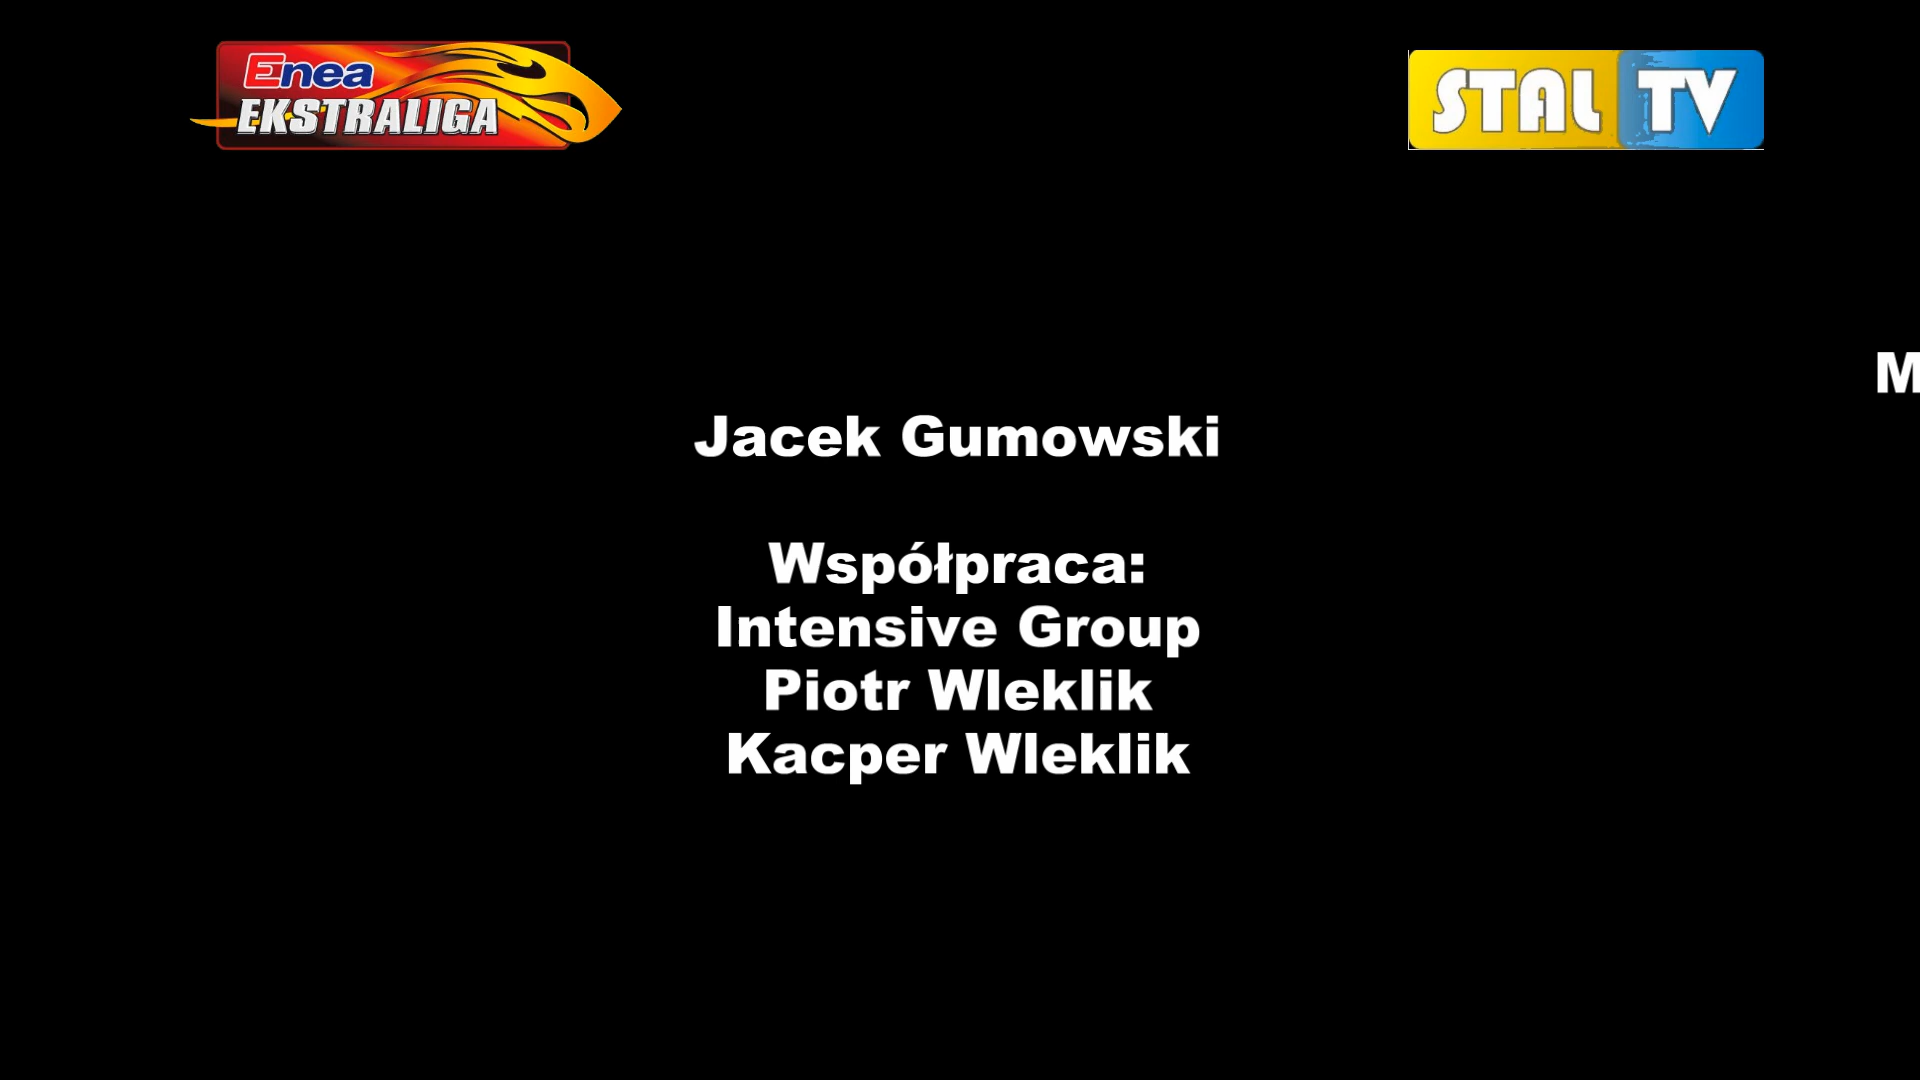 Enea
EKSTRALIGA
STAL TV
M
Jacek Gumowski
Współpraca:
Intensive Group
Piotr Wleklik
Kacper Wleklik